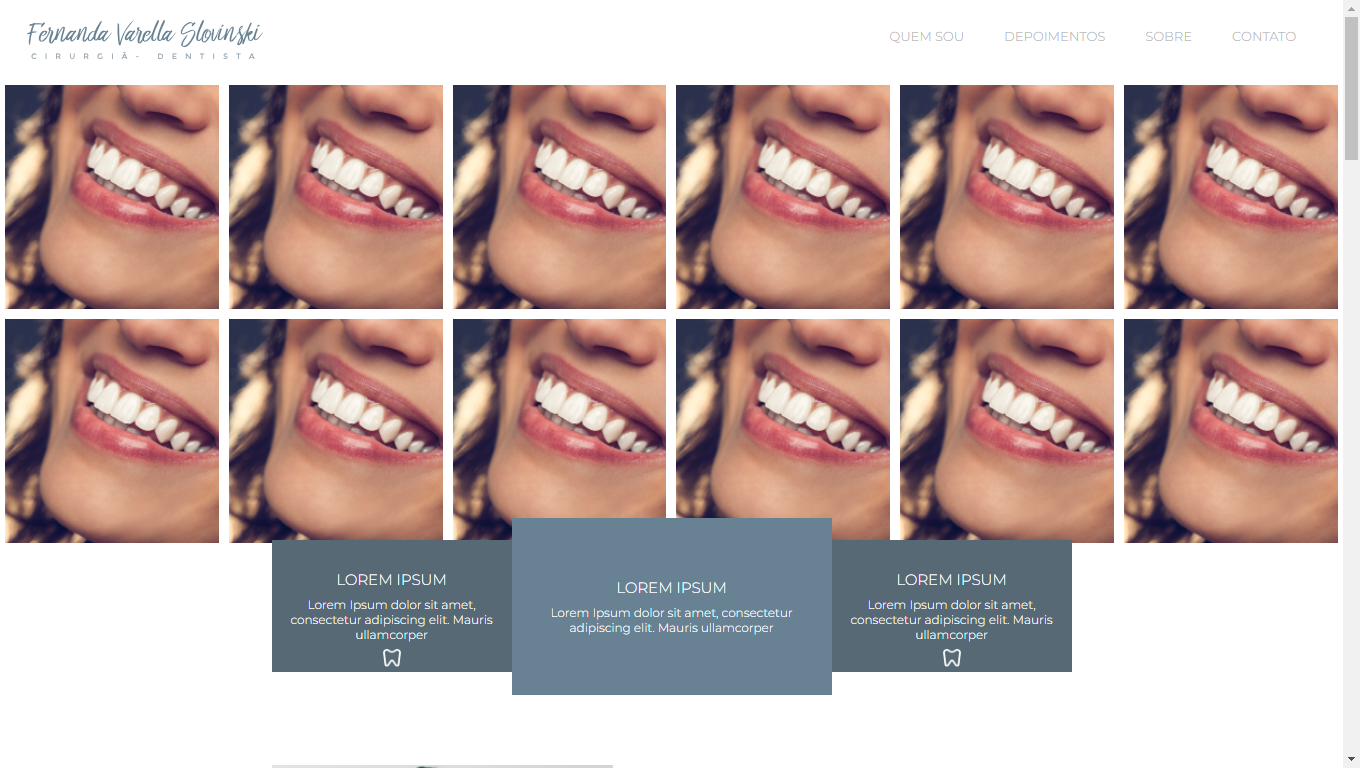 Fernanda Varella Slovinski
CIRURGIÃ- DENTISTA
QUEM SOU
DEPOIMENTOS
SOBRE
CONTATO
LOREM IPSUM
Lorem Ipsum dolor sit amet,
consectetur adipiscing elit. Mauris
ullamcorper
LOREM IPSUM
Lorem Ipsum dolor sit amet, consectetur
adipiscing elit. Mauris ullamcorper
LOREM IPSUM
Lorem Ipsum dolor sit amet,
consectetur adipiscing elit. Mauris
ullamcorper